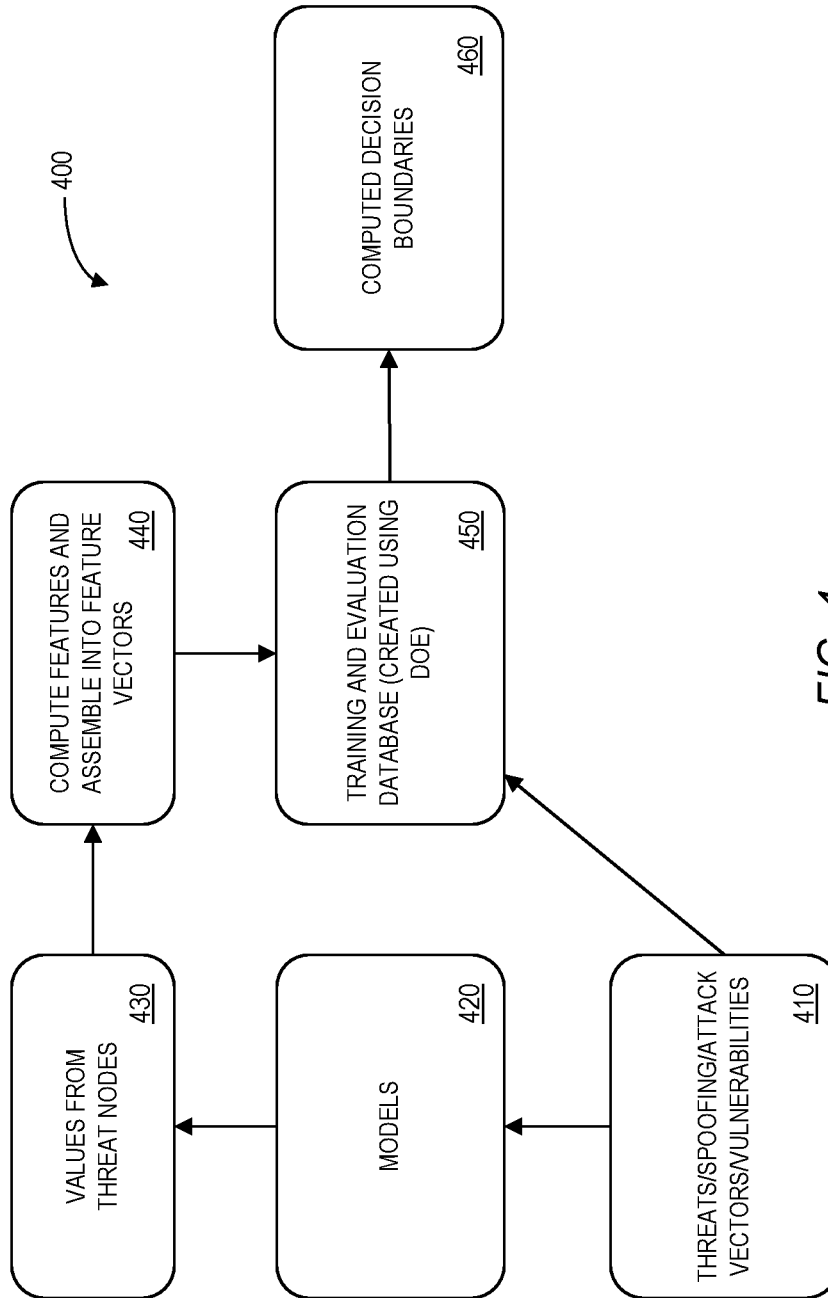 400
VALUES FROM
THREAT NODES
430
COMPUTE FEATURES AND
ASSEMBLE INTO FEATURE
VECTORS
440
MODELS
420
TRAINING AND EVALUATION
DATABASE (CREATED USING
DOE)
450
COMPUTED DECISION
BOUNDARIES
460
THREATS/SPOOFING/ATTACK
VECTORS/VULNERABILITIES
410
FIG. 4